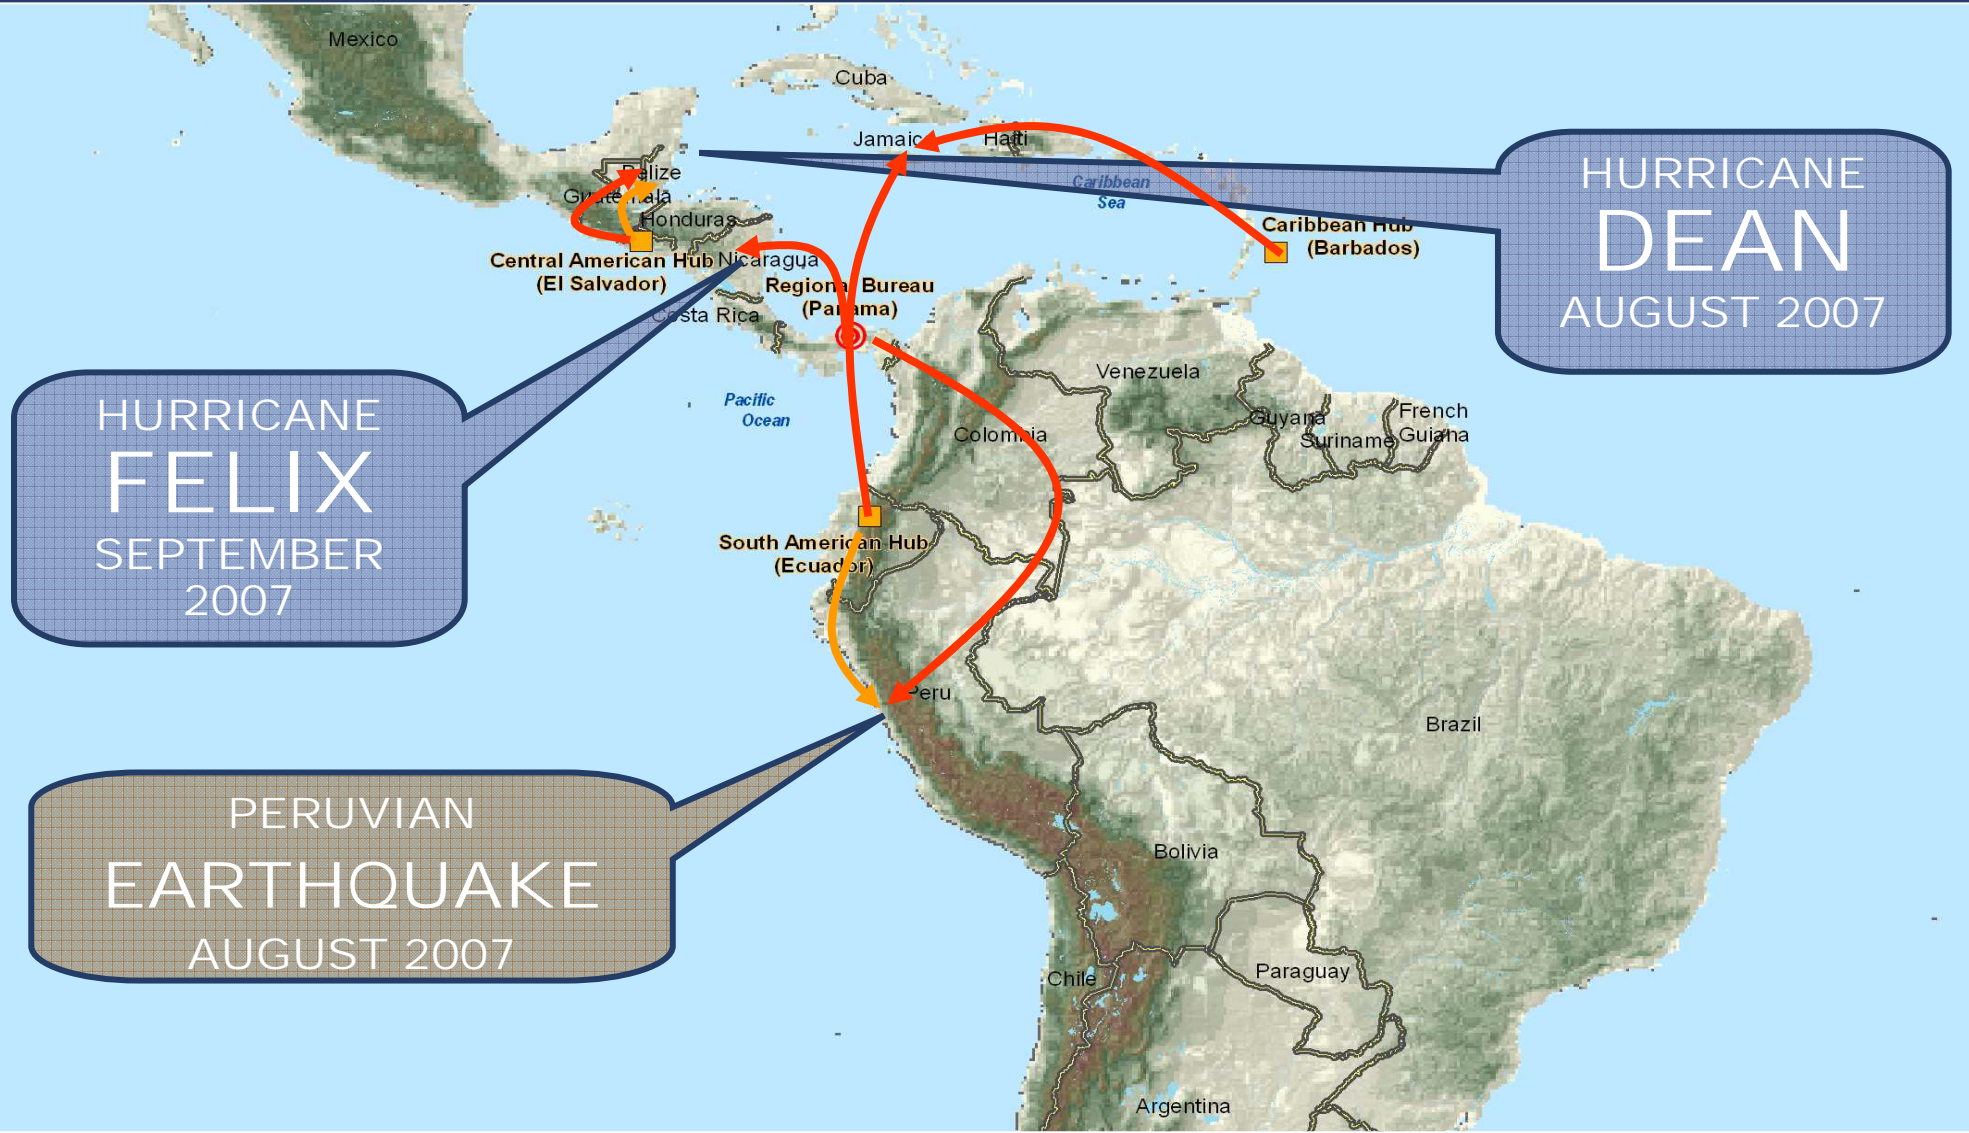 Mexico
Cuba
Jamaic
Haiti
Belize
Guatemala
Honduras
Caribbean
Sea
Caribbean Hub
(Barbados)
Central American Hub
(El Salvador)
Nicaragua
Regional Bureau
(Panama)
Costa Rica
HURRICANE
DEAN
AUGUST 2007
Venezuela
Pacific
Ocean
Colombia
Guyana
Suriname
French
Guiana
HURRICANE
FELIX
SEPTEMBER
2007
South American Hub
(Ecuador)
Peru
Brazil
PERUVIAN
EARTHQUAKE
AUGUST 2007
Bolivia
Chile
Paraguay
Argentina